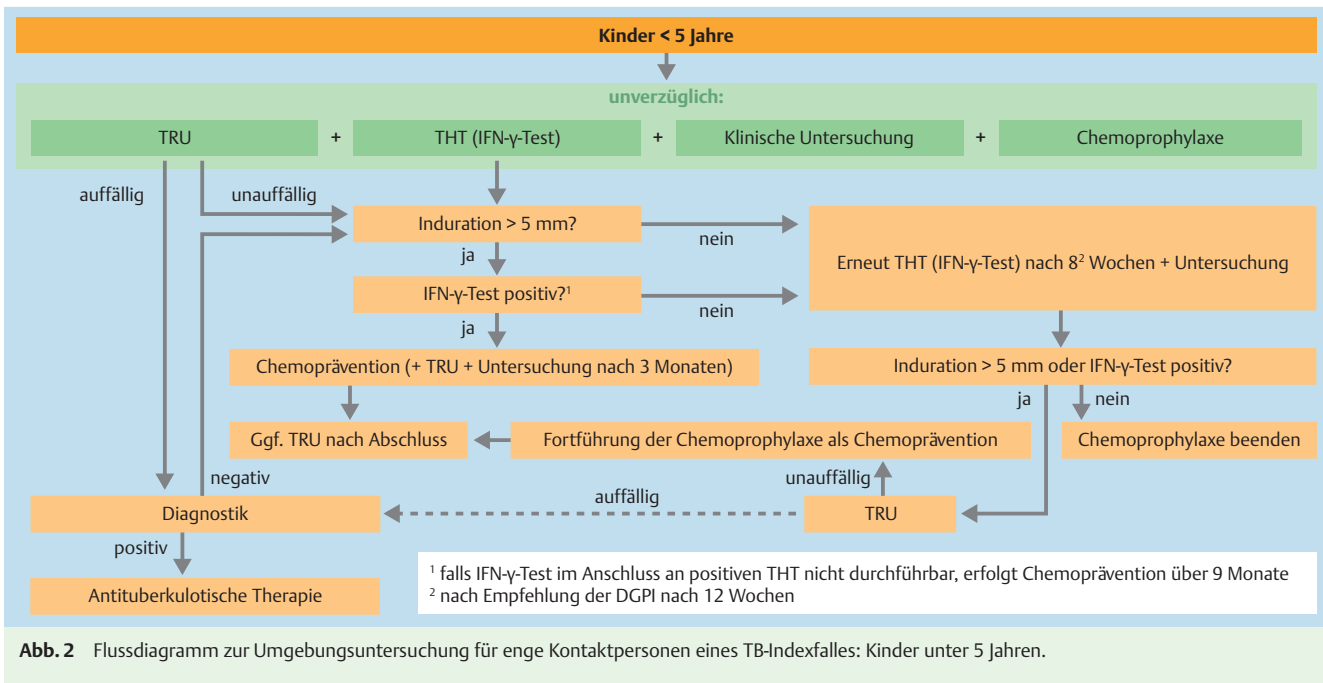 Kinder < 5 Jahre
unverzüglich:
TRU + THT (IFN-γ-Test) + Klinische Untersuchung + Chemoprophylaxe
auffällig
unauffällig
Induration > 5 mm?
nein
ja
Erneut THT (IFN-γ-Test) nach 8² Wochen + Untersuchung
IFN-γ-Test positiv?¹
nein
ja
Chemoprävention (+ TRU + Untersuchung nach 3 Monaten)
Induration > 5 mm oder IFN-γ-Test positiv?
ja
nein
Ggf. TRU nach Abschluss
Fortführung der Chemoprophylaxe als Chemoprävention
Chemoprophylaxe beenden
negativ
unauffällig
auffällig
Diagnostik
TRU
positiv
Antituberkulotische Therapie
¹ falls IFN-γ-Test im Anschluss an positiven THT nicht durchführbar, erfolgt Chemoprävention über 9 Monate
² nach Empfehlung der DGPI nach 12 Wochen
Abb. 2 Flussdiagramm zur Umgebungsuntersuchung für enge Kontaktpersonen eines TB-Indexfalles: Kinder unter 5 Jahren.